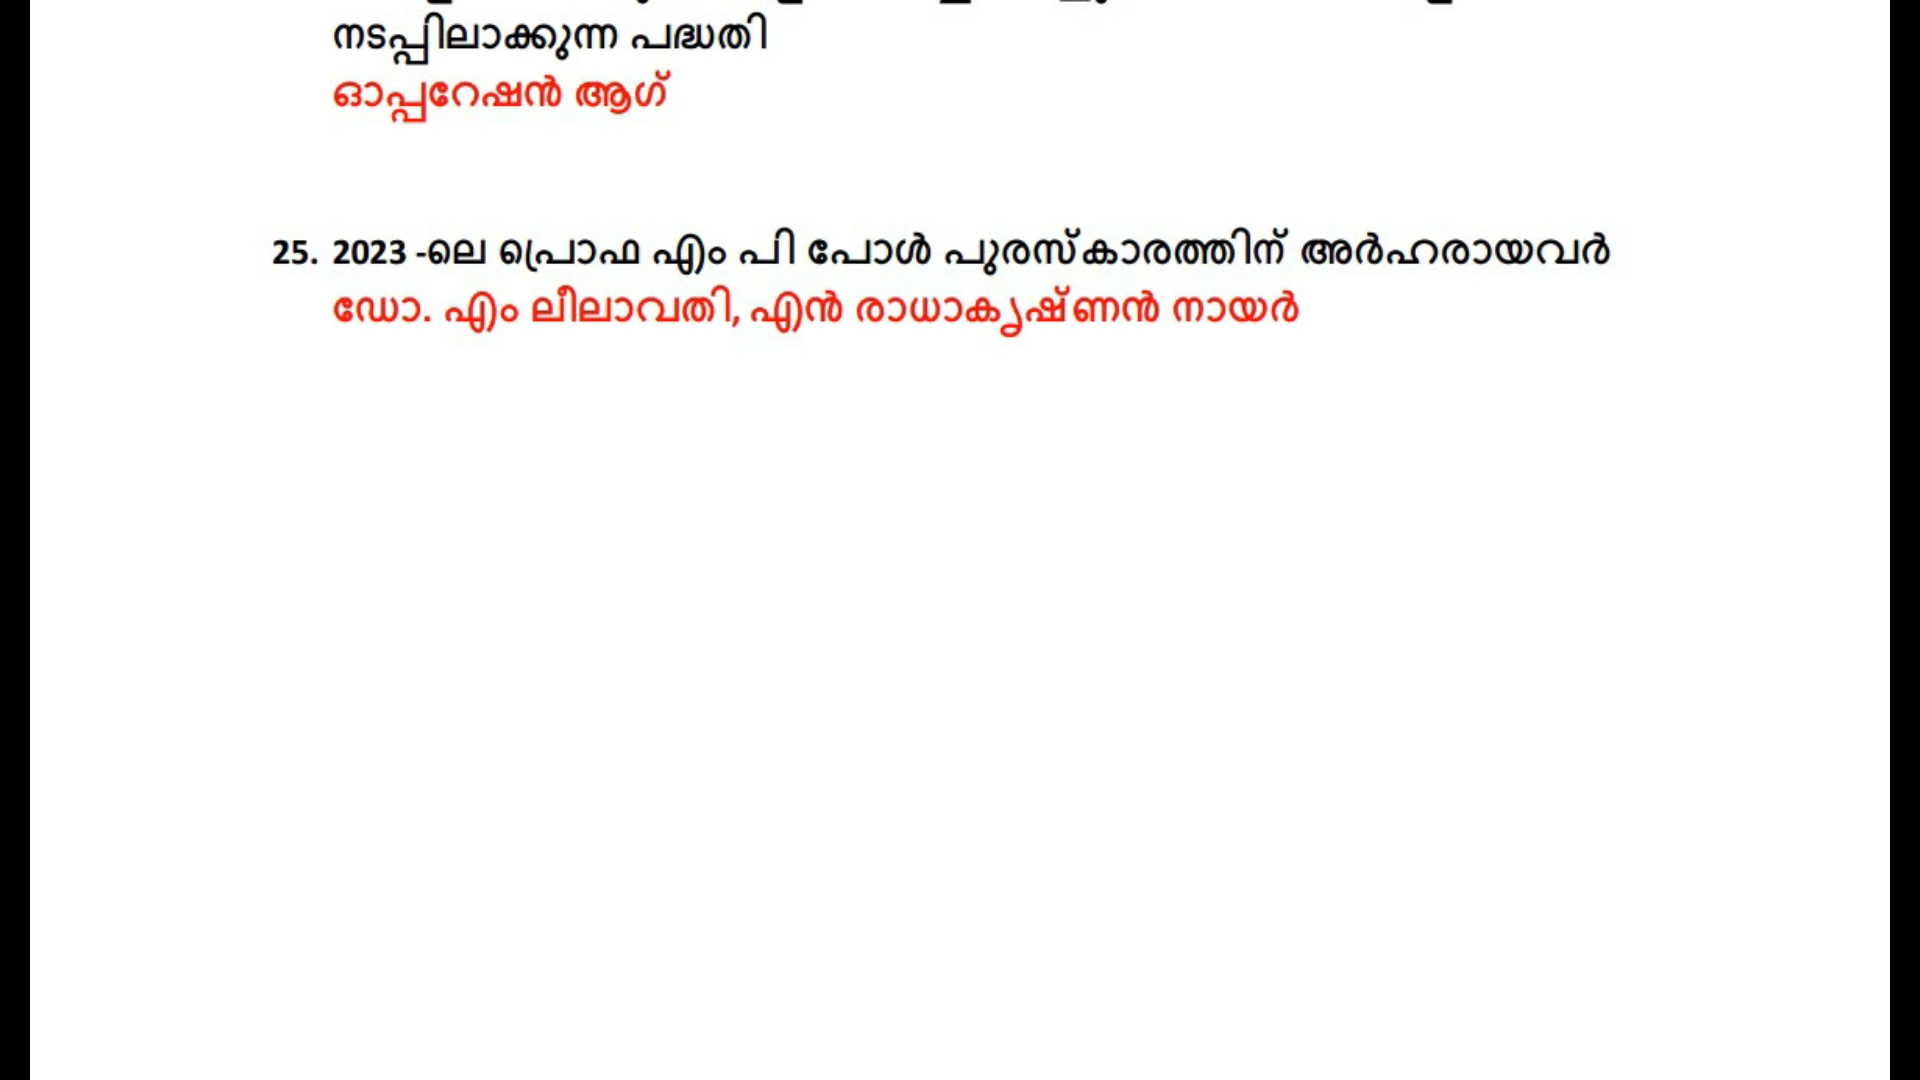 നടപ്പിലാക്കുന്ന പദ്ധതി
ഓപ്പറേഷൻ ആഗ്
25. 2023 -ലെ പ്രൊഫ എം പി പോൾ പുരസ്കാരത്തിന് അർഹരായവർ
ഡോ. എം ലീലാവതി, എൻ രാധാകൃഷ്ണൻ നായർ